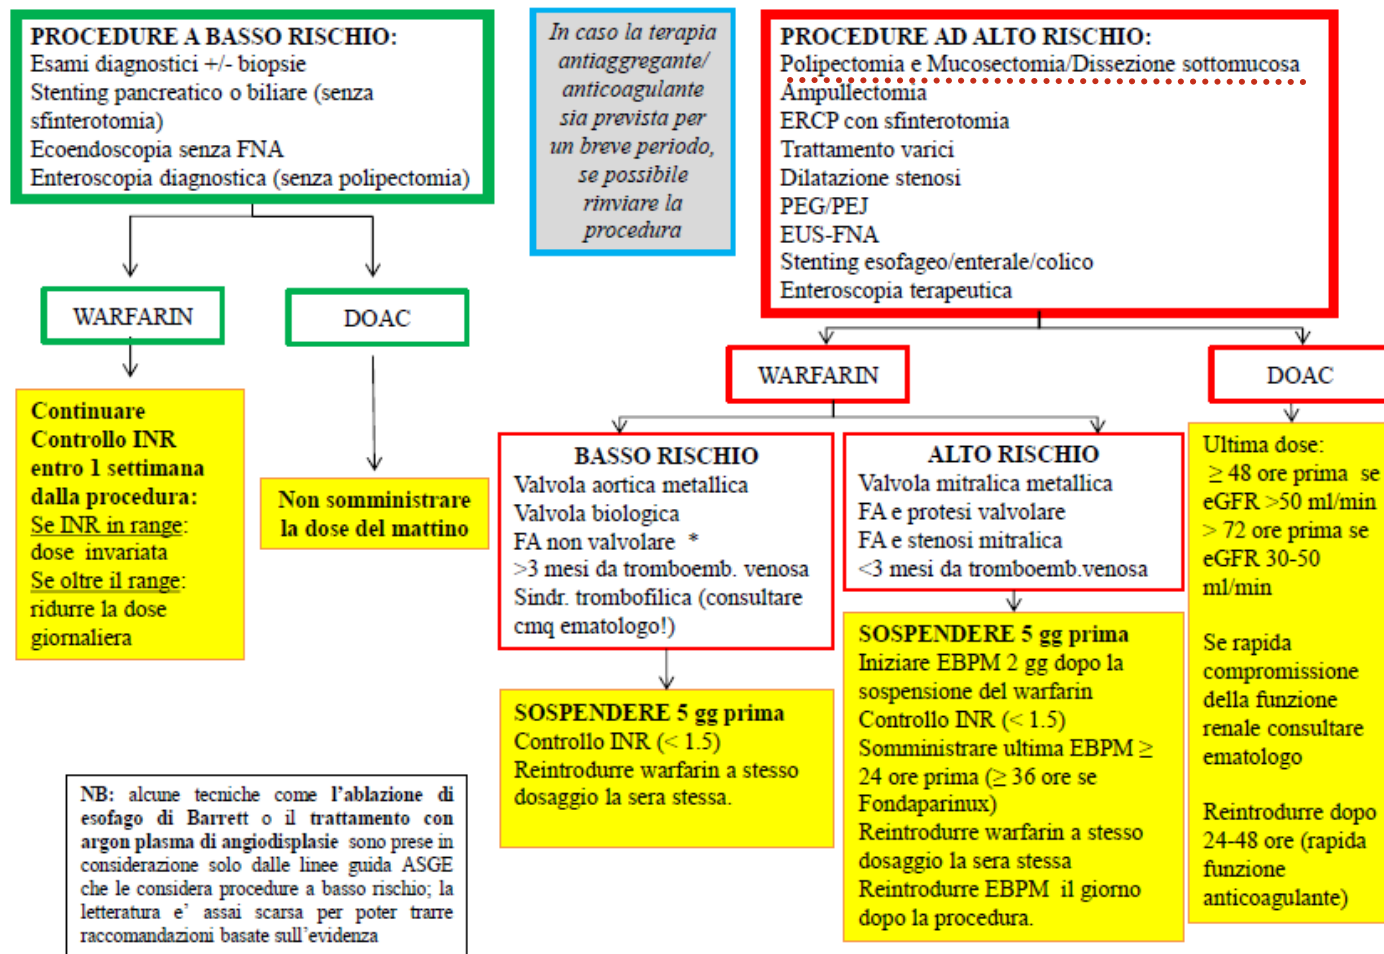 PROCEDURE A BASSO RISCHIO:
Esami diagnostici +/- biopsie
Stenting pancreatico o biliare (senza
sfinterotomia)
Ecoendoscopia senza FNA
Enteroscopia diagnostica (senza polipectomia)
In caso la terapia
antiaggregante/
anticoagulante
sia prevista per
un breve periodo,
se possibile
rinviare la
procedura
PROCEDURE AD ALTO RISCHIO:
Polipectomia e Mucosectomia/Dissezione sottomucosa
Ampullectomia
ERCP con sfinterotomia
Trattamento varici
Dilatazione stenosi
PEG/PEJ
EUS-FNA
Stenting esofageo/enterale/colico
Enteroscopia terapeutica
WARFARIN
DOAC
Continuare
Controllo INR
entro 1 settimana
dalla procedura:
Se INR in range:
dose invariata
Se oltre il range:
ridurre la dose
giornaliera
Non somministrare
la dose del mattino
WARFARIN
DOAC
BASSO RISCHIO
Valvola aortica metallica
Valvola biologica
FA non valvolare *
>3 mesi da tromboemb. venosa
Sindr. trombofilica (consultare
cmq ematologo!)
ALTO RISCHIO
Valvola mitralica metallica
FA e protesi valvolare
FA e stenosi mitralica
<3 mesi da tromboemb.venosa
SOSPENDERE 5 gg prima
Controllo INR (< 1.5)
Reintrodurre warfarin a stesso
dosaggio la sera stessa.
SOSPENDERE 5 gg prima
Iniziare EBPM 2 gg dopo la
sospensione del warfarin
Controllo INR (< 1.5)
Somministrare ultima EBPM ≥
24 ore prima (≥ 36 ore se
Fondaparinux)
Reintrodurre warfarin a stesso
dosaggio la sera stessa
Reintrodurre EBPM il giorno
dopo la procedura.
Ultima dose:
≥ 48 ore prima se
eGFR >50 ml/min
> 72 ore prima se
eGFR 30-50
ml/min
Se rapida
compromissione
della funzione
renale consultare
ematologo
Reintrodurre dopo
24-48 ore (rapida
funzione
anticoagulante)
NB: alcune tecniche come l'ablazione di
esofago di Barrett o il trattamento con
argon plasma di angiodisplasie sono prese in
considerazione solo dalle linee guida ASGE
che le considera procedure a basso rischio; la
letteratura e' assai scarsa per poter trarre
raccomandazioni basate sull'evidenza